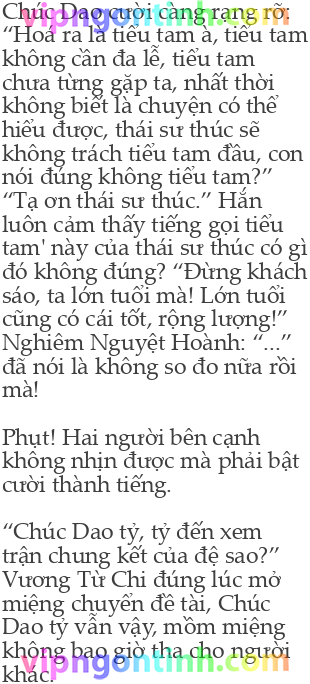 Chúc Dao cười càng rạng rỡ:
vipngontinh.com
“Hoá ra là tiểu tam à, tiểu tam
không cần đa lễ, tiểu tam
chưa từng gặp ta, nhất thời
không biết là chuyện có thể
hiểu được, thái sư thúc sẽ
không trách tiểu tam đầu, con
nói đúng không tiểu tam?”
“Tạ ơn thái sư thúc.” Hắn
luôn cảm thấy tiếng gọi tiểu
tam' này của thái sư thúc có gì
đó không đúng? “Đừng khách
sáo, ta lớn tuổi mà! Lớn tuổi
cũng có cái tốt, rộng lượng!”
Nghiêm Nguyệt Hoành: “...”
đã nói là không so đo nữa rồi
mà!
Phụt! Hai người bên cạnh
không nhịn được mà phải bật
cười thành tiếng.
“Chúc Dao tỷ, tỷ đến xem
trận chung kết của đệ sao?”
Vương Từ Chi đúng lúc mở
miệng chuyển đề tài, Chúc
Dao tỷ vẫn vậy, mồm miệng
không bao giờ tha cho người
vipngontinh.com
khác.